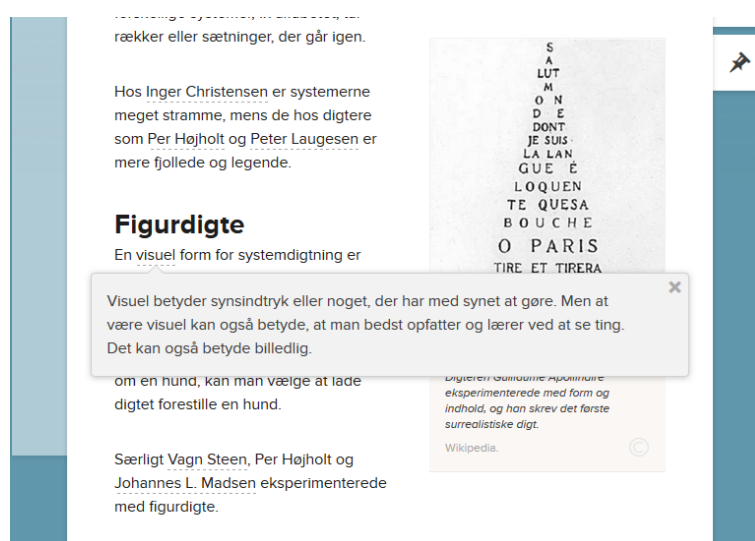 rækker eller sætninger, der går igen.
Hos Inger Christensen er systemerne
meget stramme, mens de hos digtere
som Per Højholt og Peter Laugesen er
mere fjollede og legende.
Figurdigte
En visuel form for systemdigtning er
Visuel betyder synsindtryk eller noget, der har med synet at gøre. Men at
være visuel kan også betyde, at man bedst opfatter og lærer ved at se ting.
Det kan også betyde billedlig.
om en hund, kan man vælge at lade
digtet forestille en hund.
Særligt Vagn Steen, Per Højholt og
Johannes L. Madsen eksperimenterede
med figurdigte.
S
A
LUT
M
O N
D E
DONT
JE SUIS
LA LAN
GUE É
LOQUEN
TE QUESA
BOUCHE
O PARIS
TIRE ET TIRERA
Digteren Guillaume Apollinaire
eksperimenterede med form og
indhold, og han skrev det første
surrealistiske digt.
Wikipedia.
©